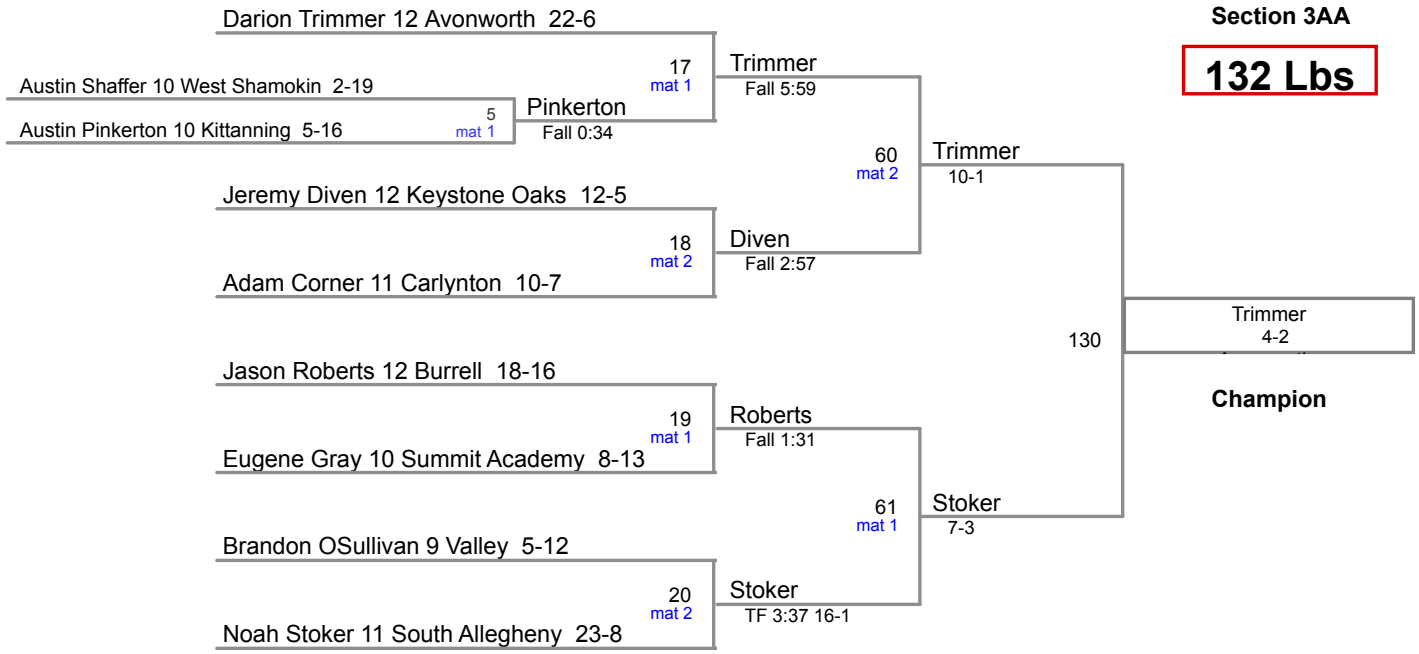 Darion Trimmer 12 Avonworth 22-6
Section 3AA
132 Lbs
17
mat 1
Trimmer
Fall 5:59
Austin Shaffer 10 West Shamokin 2-19
5
mat 1
Pinkerton
Fall 0:34
Austin Pinkerton 10 Kittanning 5-16
60
mat 2
Trimmer
10-1
Jeremy Diven 12 Keystone Oaks 12-5
18
mat 2
Diven
Fall 2:57
Adam Corner 11 Carlynton 10-7
130
Trimmer
4-2
Champion
Jason Roberts 12 Burrell 18-16
19
mat 1
Roberts
Fall 1:31
Eugene Gray 10 Summit Academy 8-13
61
mat 1
Stoker
7-3
Brandon OSullivan 9 Valley 5-12
20
mat 2
Stoker
TF 3:37 16-1
Noah Stoker 11 South Allegheny 23-8